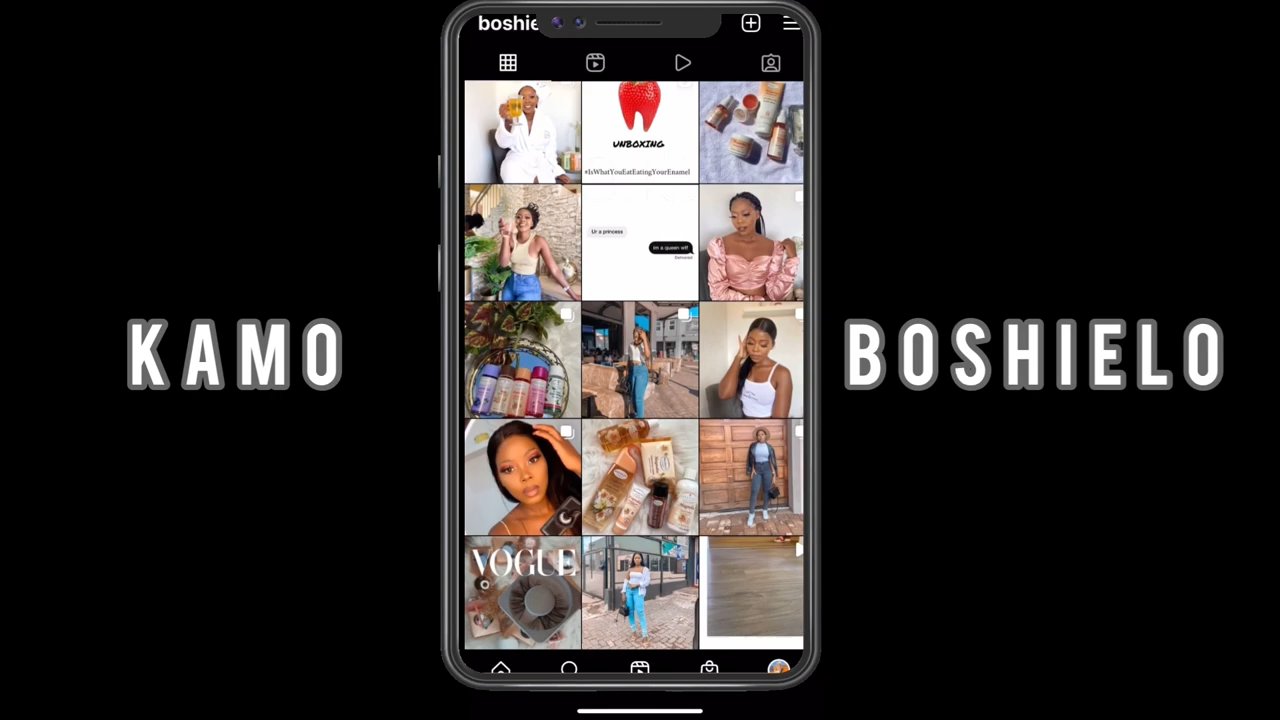 boshie
UNBOXING
#IsWhatYouEatEatingYourEnamel
Ur a princess
Im a queen wtf
KAMO
BOSHIELO
VOGUE